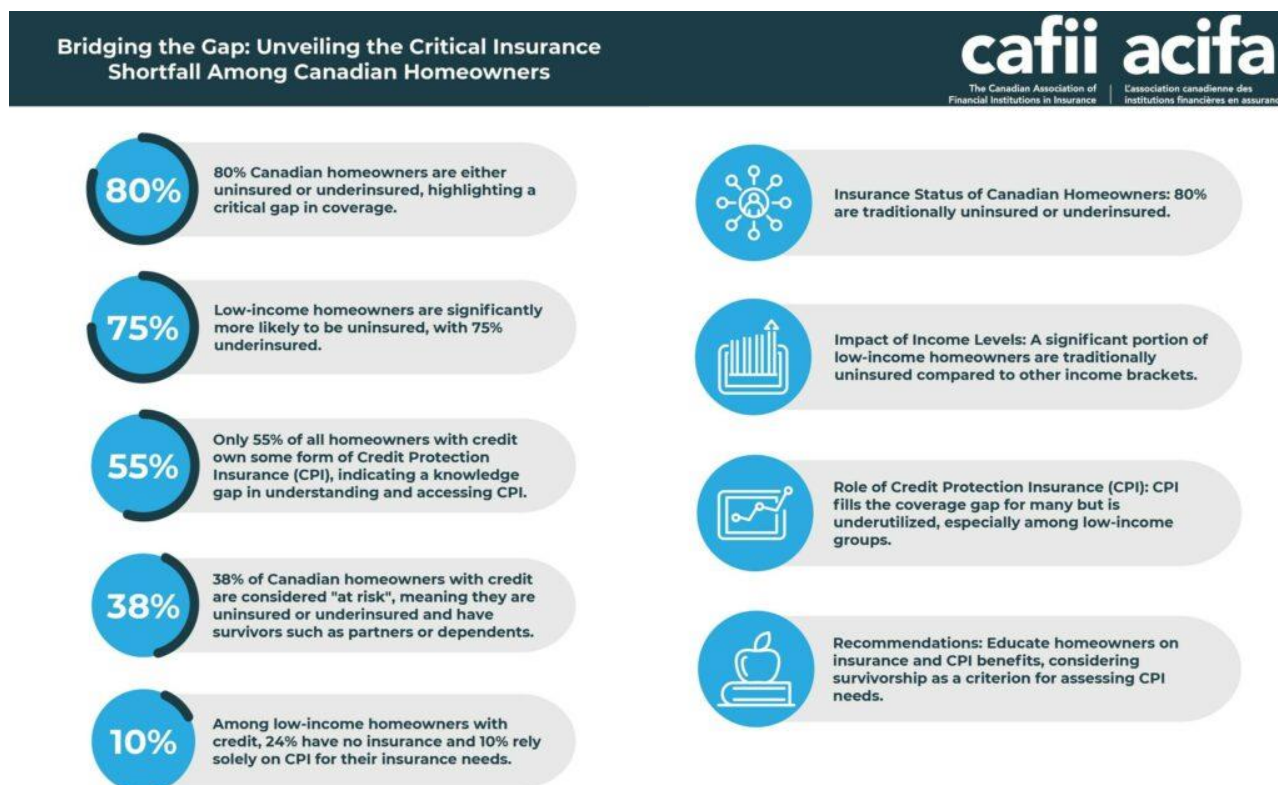 Bridging the Gap: Unveiling the Critical Insurance
Shortfall Among Canadian Homeowners
cafii acifa
The Canadian Association of
Financial Institutions in Insurance
L'association canadienne des
institutions financières en assuranc
80%
80% Canadian homeowners are either
uninsured or underinsured, highlighting a
critical gap in coverage.
75%
Low-income homeowners are significantly
more likely to be uninsured, with 75%
underinsured.
55%
Only 55% of all homeowners with credit
own some form of Credit Protection
Insurance (CPI), indicating a knowledge
gap in understanding and accessing CPI.
38%
38% of Canadian homeowners with credit
are considered "at risk", meaning they are
uninsured or underinsured and have
survivors such as partners or dependents.
10%
Among low-income homeowners with
credit, 24% have no insurance and 10% rely
solely on CPI for their insurance needs.
Insurance Status of Canadian Homeowners: 80%
are traditionally uninsured or underinsured.
Impact of Income Levels: A significant portion of
low-income homeowners are traditionally
uninsured compared to other income brackets.
Role of Credit Protection Insurance (CPI): CPI
fills the coverage gap for many but is
underutilized, especially among low-income
groups.
Recommendations: Educate homeowners on
insurance and CPI benefits, considering
survivorship as a criterion for assessing CPI
needs.